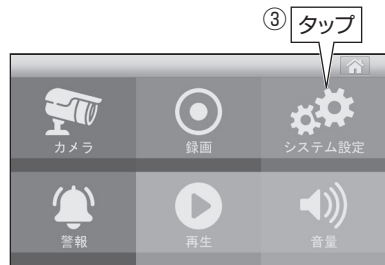 ③ タップ
カメラ
録画
システム設定
警報
再生
音量